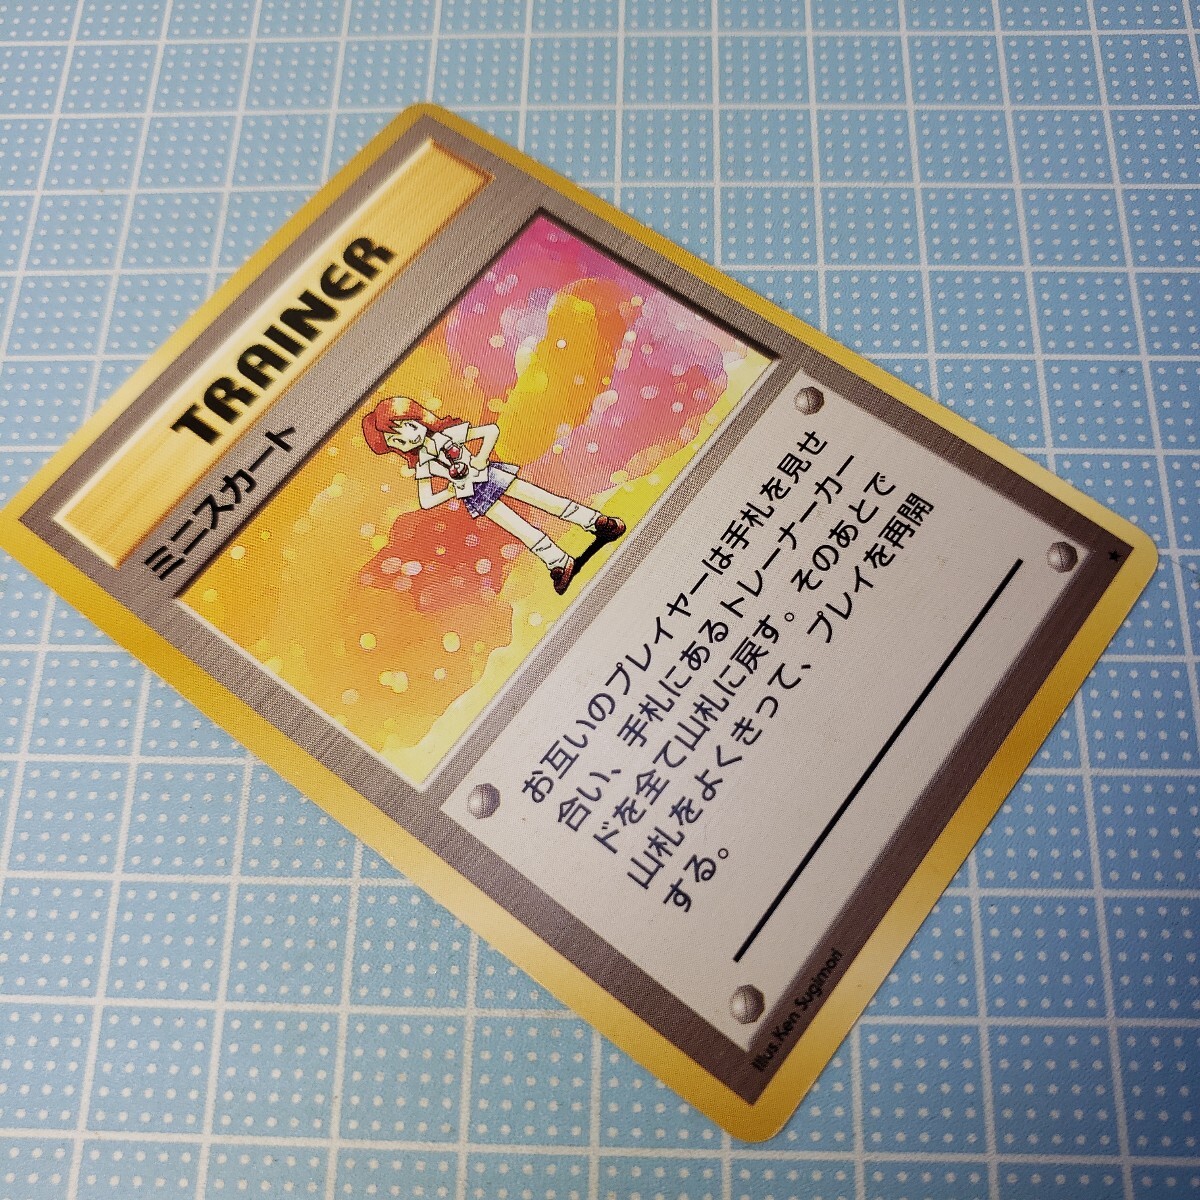 TRAINER
ミニスカート
お互いのプレイヤーは手札を見せ
合い、手札にあるトレーナーカー
ドを全て山札に戻す。そのあとで
山札をよくきって、プレイを再開
する。
Illus. Ken Sugimori
★